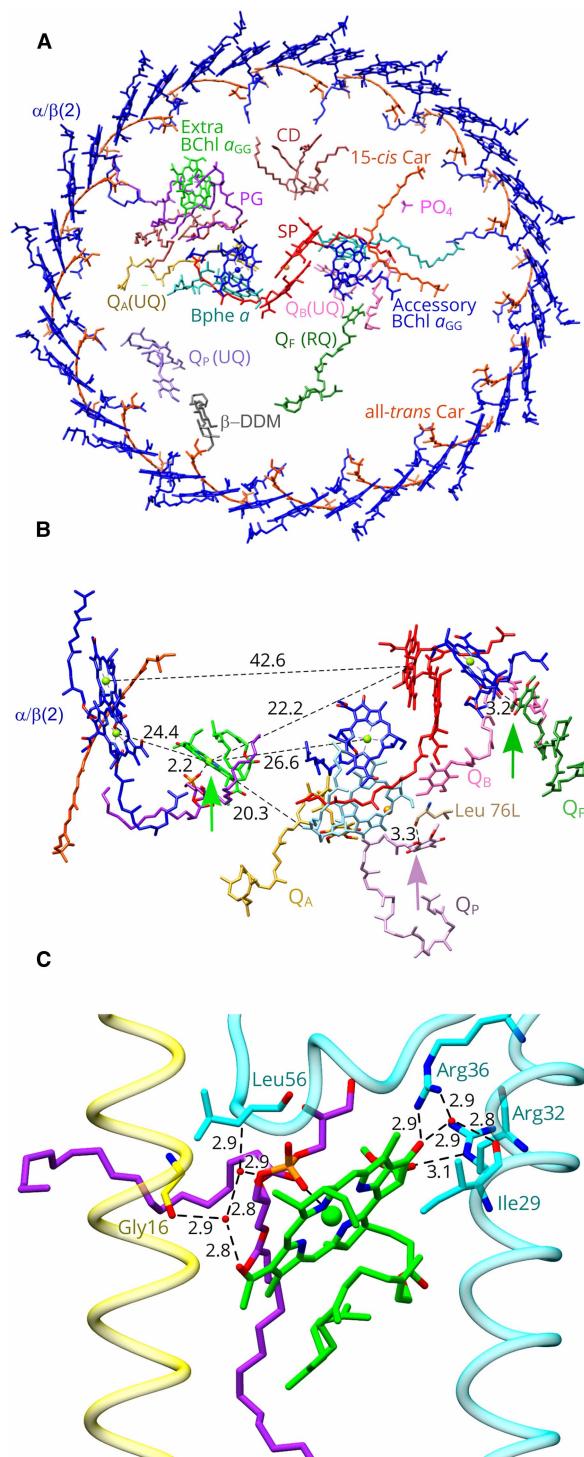 A
α/β(2)
Extra
BChl aGG
CD
15-cis Car
PG
PO4
SP
QA(UQ)
Bphe a
QB(UQ)
Accessory
BChl aGG
QF (RQ)
QP (UQ)
β–DDM
all-trans Car
B
42.6
α/β(2)
22.2
3.2
24.4
2.2
26.6
QB
20.3
Leu 76L
QF
3.3
QA
QP
C
Leu56
Arg36
2.9
2.8
Arg32
2.9
2.9
2.9
2.9
3.1
Ile29
2.8
Gly16
2.9
2.8